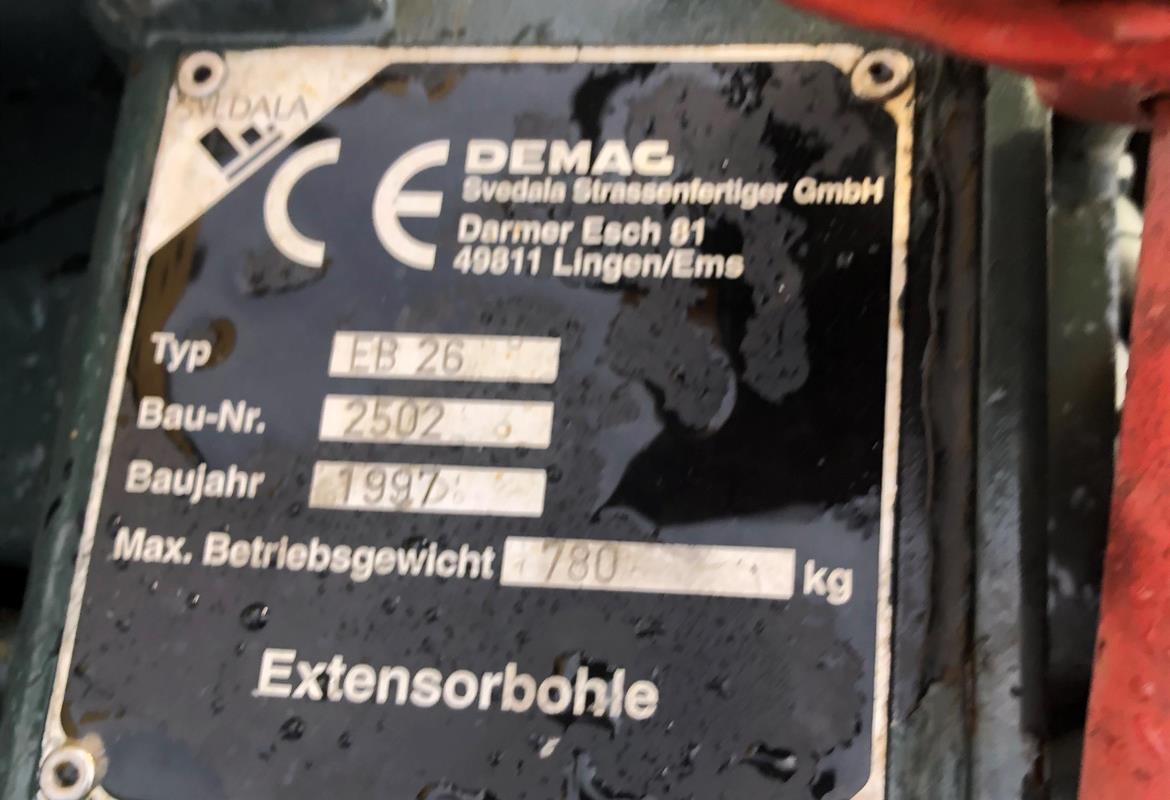 SVEDALA
CE
DEMAG
Svedala Strassenfertiger GmbH
Darmer Esch 81
49811 Lingen/Ems
Typ EB 26
Bau-Nr. 2502
Baujahr 1997
Max. Betriebsgewicht 780 kg
Extensorbohle